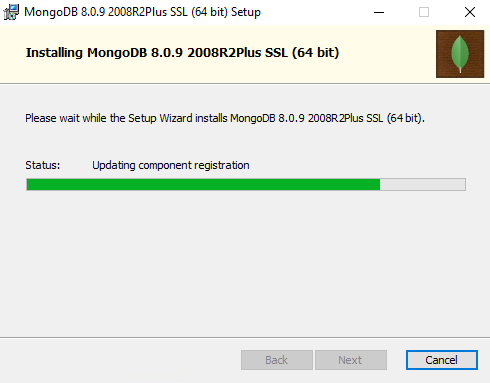 MongoDB 8.0.9 2008R2Plus SSL (64 bit) Setup
Installing MongoDB 8.0.9 2008R2Plus SSL (64 bit)
Please wait while the Setup Wizard installs MongoDB 8.0.9 2008R2Plus SSL (64 bit).
Status: Updating component registration
Back Next Cancel